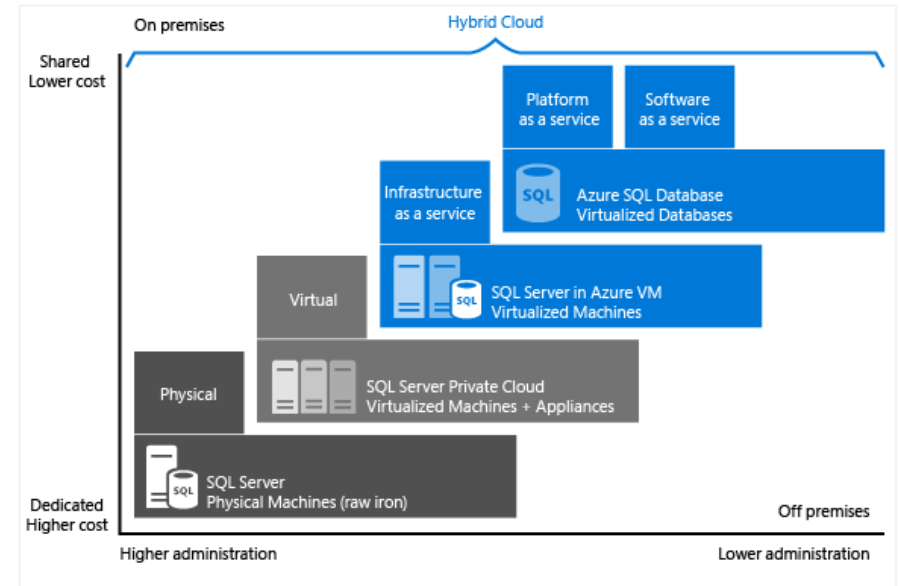 On premises
Hybrid Cloud
Shared
Lower cost
Platform
as a service
Software
as a service
Infrastructure
as a service
SQL
Azure SQL Database
Virtualized Databases
Virtual
SQL
SQL Server in Azure VM
Virtualized Machines
Physical
SQL Server Private Cloud
Virtualized Machines + Appliances
SQL
SQL Server
Physical Machines (raw iron)
Dedicated
Higher cost
Off premises
Higher administration
Lower administration